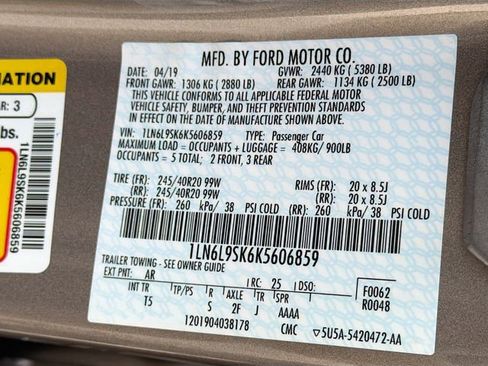 MFD. BY FORD MOTOR CO.
DATE: 04/19 GVWR: 2440 KG ( 5380 LB)
FRONT GAWR: 1306 KG ( 2880 LB) REAR GAWR: 1134 KG ( 2500 LB)
THIS VEHICLE CONFORMS TO ALL APPLICABLE FEDERAL MOTOR
VEHICLE SAFETY, BUMPER, AND THEFT PREVENTION STANDARDS
IN EFFECT ON THE DATE OF MANUFACTURE SHOWN ABOVE.
VIN: 1LN6L9SK6K5606859 TYPE: Passenger Car
MAXIMUM LOAD = OCCUPANTS + LUGGAGE = 408KG/ 900LB
OCCUPANTS = 5 TOTAL; 2 FRONT, 3 REAR
TIRE (FR): 245/40R20 99W RIMS (FR): 20 x 8.5J
(RR): 245/40R20 99W (RR): 20 x 8.5J
PRESSURE (FR): 260 kPa/ 38 PSI COLD (RR): 260 kPa/ 38 PSI COLD
1LN6L9SK6K5606859
TRAILER TOWING - SEE OWNER GUIDE
EXT PNT: AR RC: 25 DSO: F0062
R0048
INT TR TP/PS R AXLE TR SPR
T5 S 2F J AAAA
1201904038178 CMC 5U5A-5420472-AA
MATION
AR: 3
lbs.
1LN6L9SK6K5606859